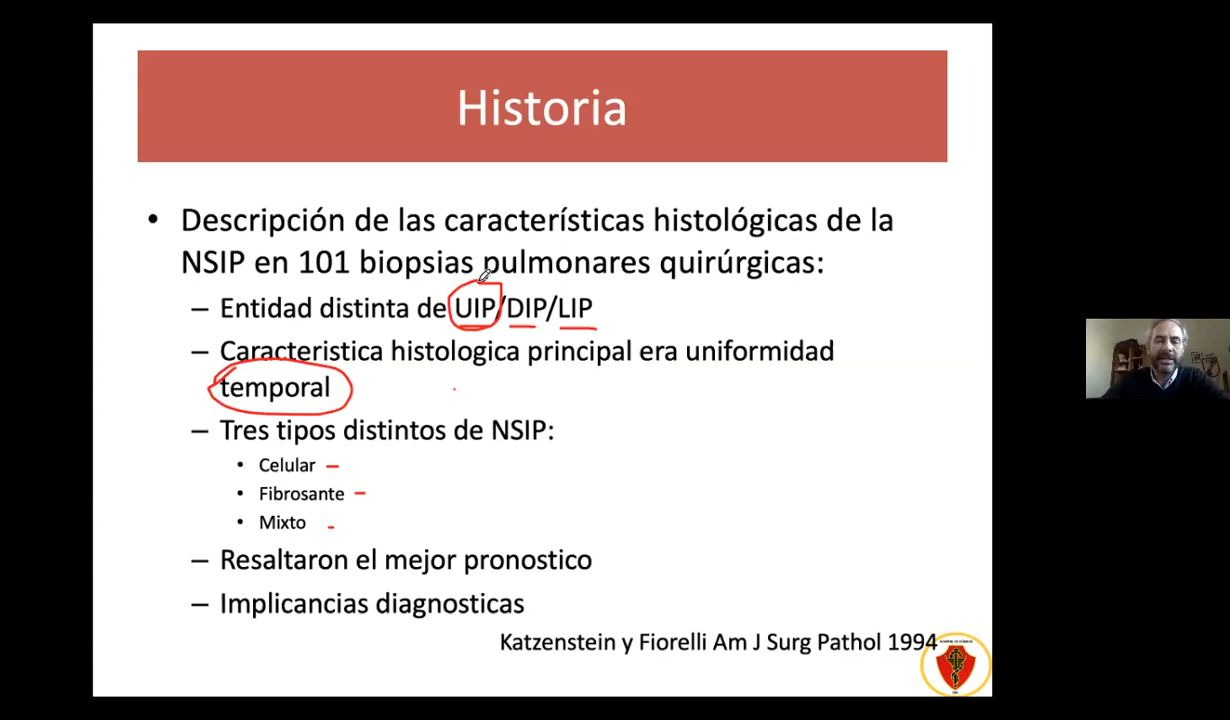 Historia
• Descripción de las características histológicas de la
NSIP en 101 biopsias pulmonares quirúrgicas:
– Entidad distinta de UIP/DIP/LIP
– Caracteristica histologica principal era uniformidad
temporal
– Tres tipos distintos de NSIP:
• Celular
• Fibrosante
• Mixto
– Resaltaron el mejor pronostico
– Implicancias diagnosticas
Katzenstein y Fiorelli Am J Surg Pathol 1994